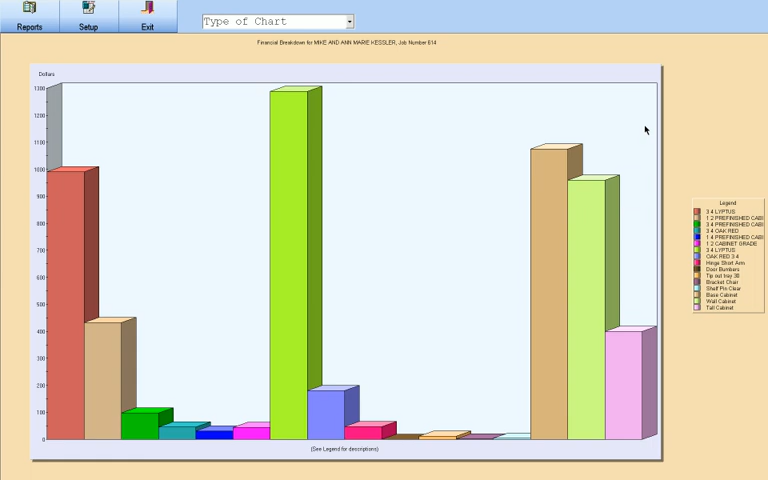 Reports Setup Exit
Type of Chart
Financial Breakdown for MIKE AND ANN MARIE KESSLER, Job Number 614
Dollars
1300
1200
1100
1000
900
800
700
600
500
400
300
200
100
0
(See Legend for descriptions)
Legend
3 4 LYPTUS
1 2 PREFINISHED CABI
3 4 PREFINISHED CABI
3 4 OAK RED
1 4 PREFINISHED CABI
1 2 CABINET GRADE
3 4 LYPTUS
OAK RED 3 4
Hinge Short Arm
Door Bumbers
Tip out tray 36
Bracket Chair
Shelf Pin Clear
Base Cabinet
Wall Cabinet
Tall Cabinet